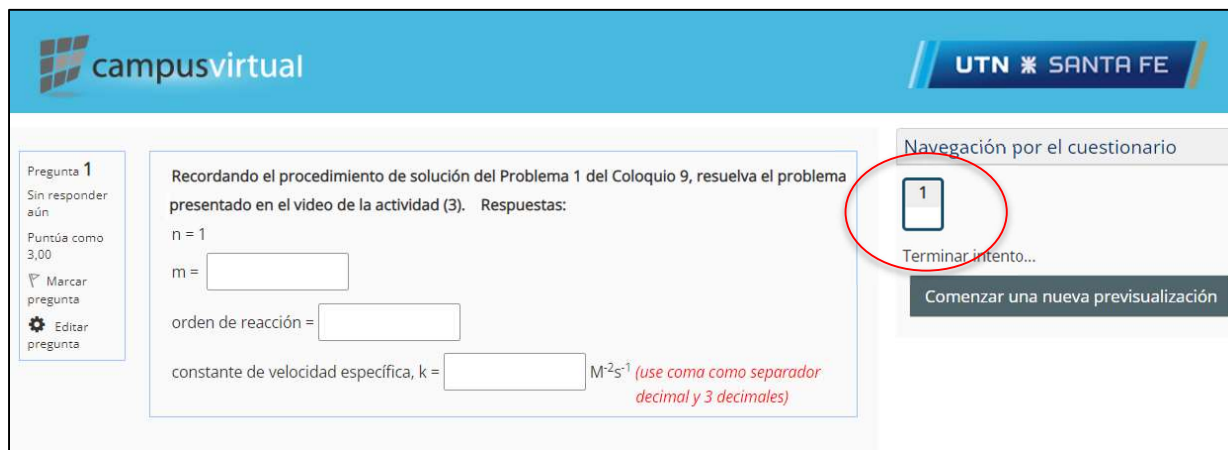 campusvirtual
UTN SANTA FE
Pregunta 1
Sin responder
aún
Puntúa como
3,00
Marcar
pregunta
Editar
pregunta
Recordando el procedimiento de solución del Problema 1 del Coloquio 9, resuelva el problema
presentado en el video de la actividad (3). Respuestas:
n = 1
m =
orden de reacción =
constante de velocidad específica, k = M⁻²s⁻¹ (use coma como separador
decimal y 3 decimales)
Navegación por el cuestionario
1
Terminar intento...
Comenzar una nueva previsualización